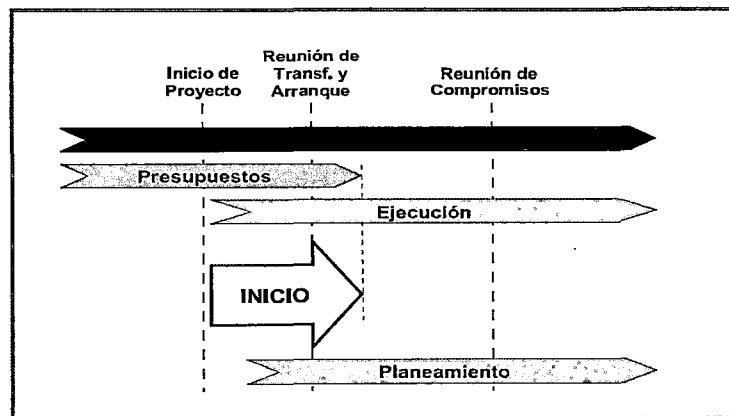 Inicio de
Proyecto
Reunión de
Transf. y
Arranque
Reunión de
Compromisos
Presupuestos
Ejecución
INICIO
Planeamiento